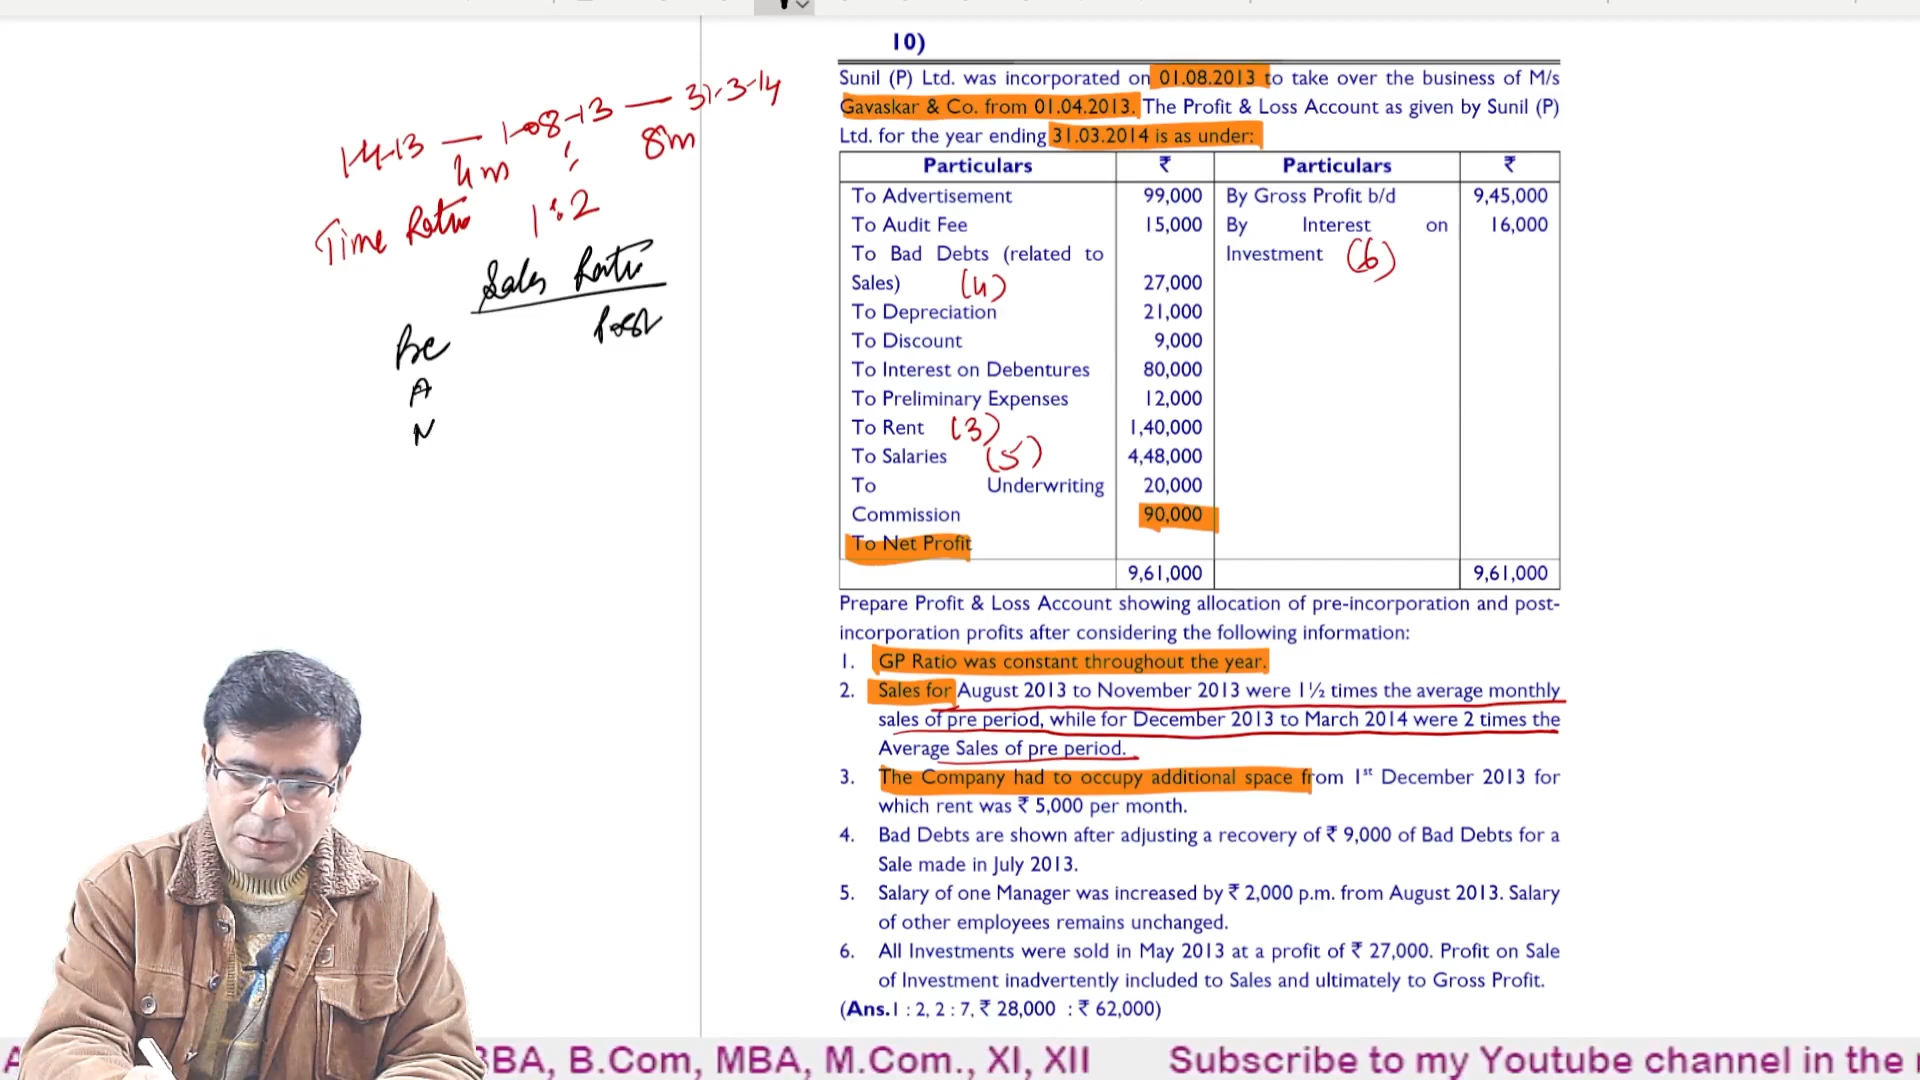 1-4-13 — 1-08-13 — 31-3-14
4m : 8m
Time Ratio 1:2
Sales Ratio
Pre Post
A
N
10)
Sunil (P) Ltd. was incorporated on 01.08.2013 to take over the business of M/s
Gavaskar & Co. from 01.04.2013. The Profit & Loss Account as given by Sunil (P)
Ltd. for the year ending 31.03.2014 is as under:
Particulars ₹ Particulars ₹
To Advertisement 99,000 By Gross Profit b/d 9,45,000
To Audit Fee 15,000 By Interest on 16,000
To Bad Debts (related to Investment (6)
Sales) (4) 27,000
To Depreciation 21,000
To Discount 9,000
To Interest on Debentures 80,000
To Preliminary Expenses 12,000
To Rent (3) 1,40,000
To Salaries (5) 4,48,000
To Underwriting 20,000
Commission 90,000
To Net Profit
9,61,000 9,61,000
Prepare Profit & Loss Account showing allocation of pre-incorporation and post-
incorporation profits after considering the following information:
1. GP Ratio was constant throughout the year.
2. Sales for August 2013 to November 2013 were 1½ times the average monthly
sales of pre period, while for December 2013 to March 2014 were 2 times the
Average Sales of pre period.
3. The Company had to occupy additional space from 1st December 2013 for
which rent was ₹ 5,000 per month.
4. Bad Debts are shown after adjusting a recovery of ₹ 9,000 of Bad Debts for a
Sale made in July 2013.
5. Salary of one Manager was increased by ₹ 2,000 p.m. from August 2013. Salary
of other employees remains unchanged.
6. All Investments were sold in May 2013 at a profit of ₹ 27,000. Profit on Sale
of Investment inadvertently included to Sales and ultimately to Gross Profit.
(Ans.1 : 2, 2 : 7, ₹ 28,000 : ₹ 62,000)
BBA, B.Com, MBA, M.Com., XI, XII Subscribe to my Youtube channel in the